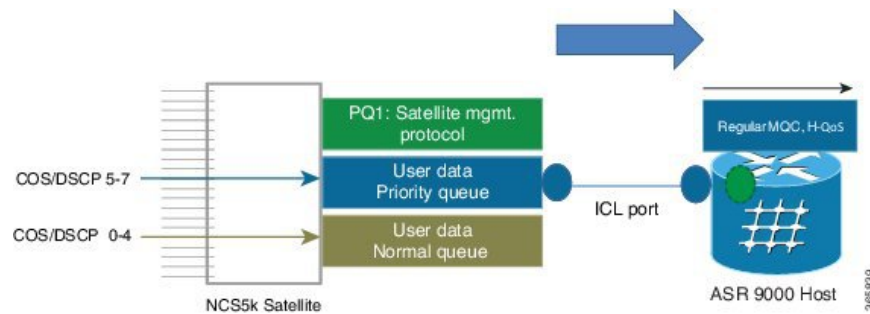 PQ1: Satellite mgmt.
protocol
Regular MQC, H-QoS
COS/DSCP 5-7
User data
Priority queue
ICL port
COS/DSCP 0-4
User data
Normal queue
NCS5k Satellite
ASR 9000 Host
365829